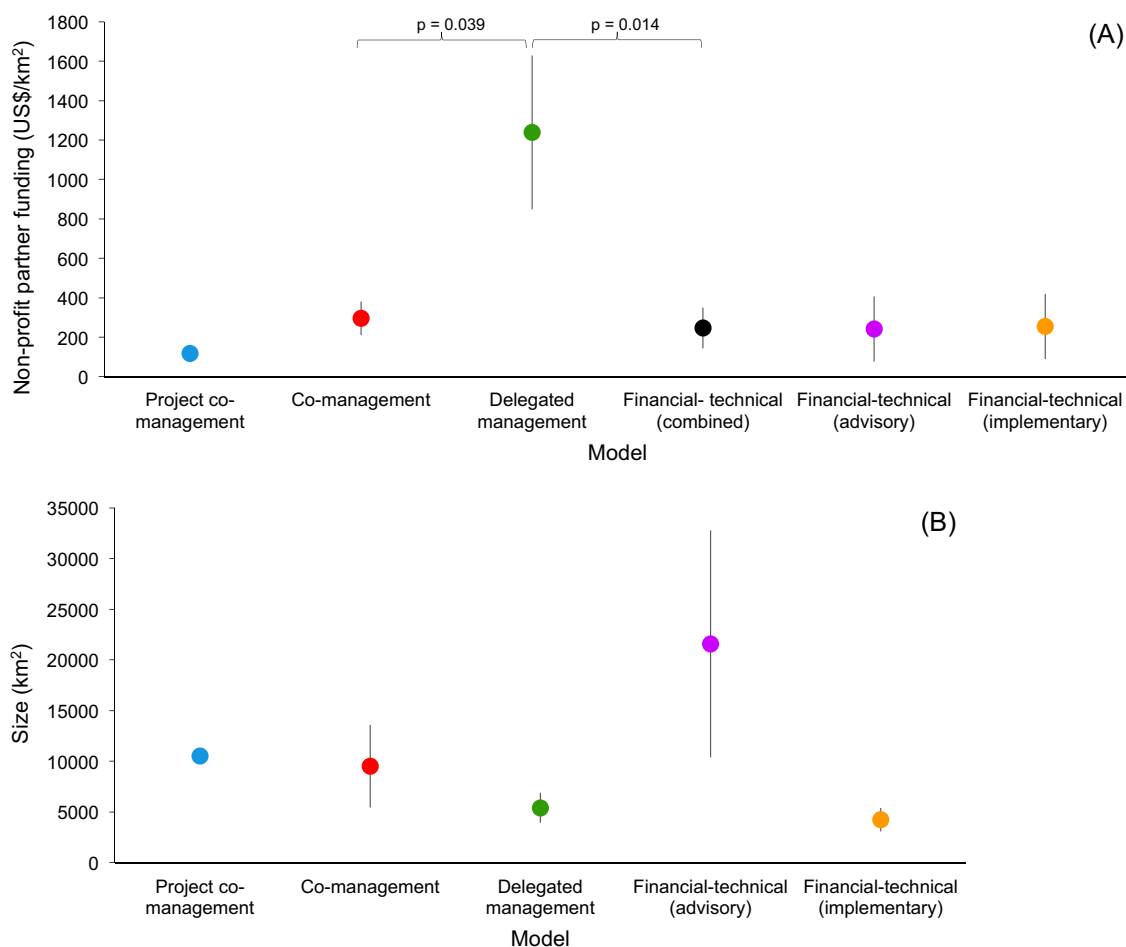 (A)
p = 0.039
p = 0.014
Non-profit partner funding (US$/km²)
1800
1600
1400
1200
1000
800
600
400
200
0
Project co-
management
Co-management
Delegated
management
Financial- technical
(combined)
Financial-technical
(advisory)
Financial-technical
(implementary)
Model
(B)
Size (km²)
35000
30000
25000
20000
15000
10000
5000
0
Project co-
management
Co-management
Delegated
management
Financial-technical
(advisory)
Financial-technical
(implementary)
Model